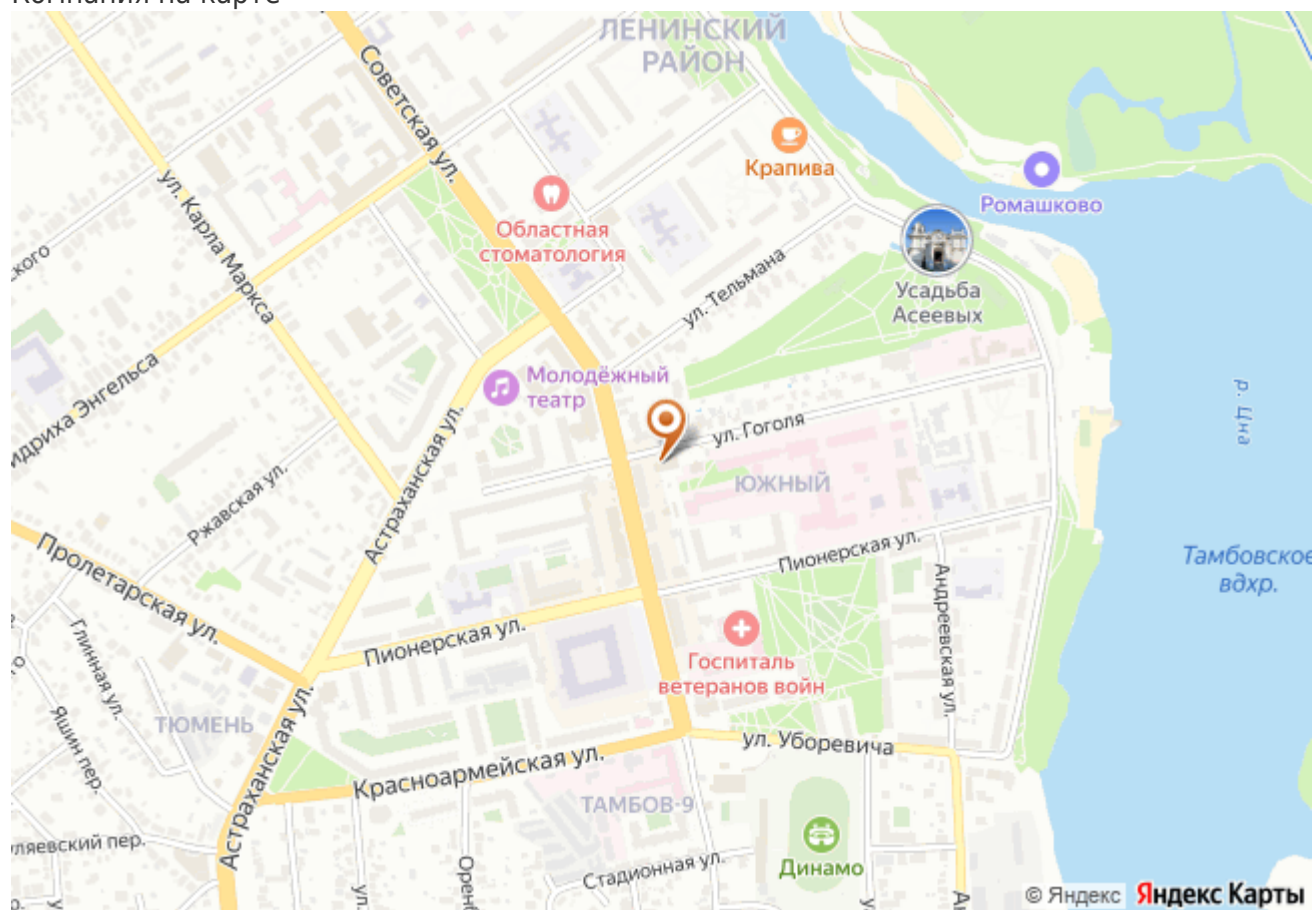 Компания на карте
ЛЕНИНСКИЙ
РАЙОН
Советская ул.
Крапива
Ромашково
ул. Карла Маркса
Областная
стоматология
ул. Тельмана
Усадьба
Асеевых
Молодёжный
театр
р. Цна
ул. Гоголя
Астраханская ул.
Ржавская ул.
ЮЖНЫЙ
Пролетарская ул.
Пионерская ул.
Тамбовское
вдхр.
Андреевская ул.
Глинная ул.
Пионерская ул.
Госпиталь
ветеранов войн
Яшин пер.
ТЮМЕНЬ
Астраханская ул.
ул. Уборевича
Красноармейская ул.
ТАМБОВ-9
Стадионная ул.
Динамо
© Яндекс Яндекс Карты